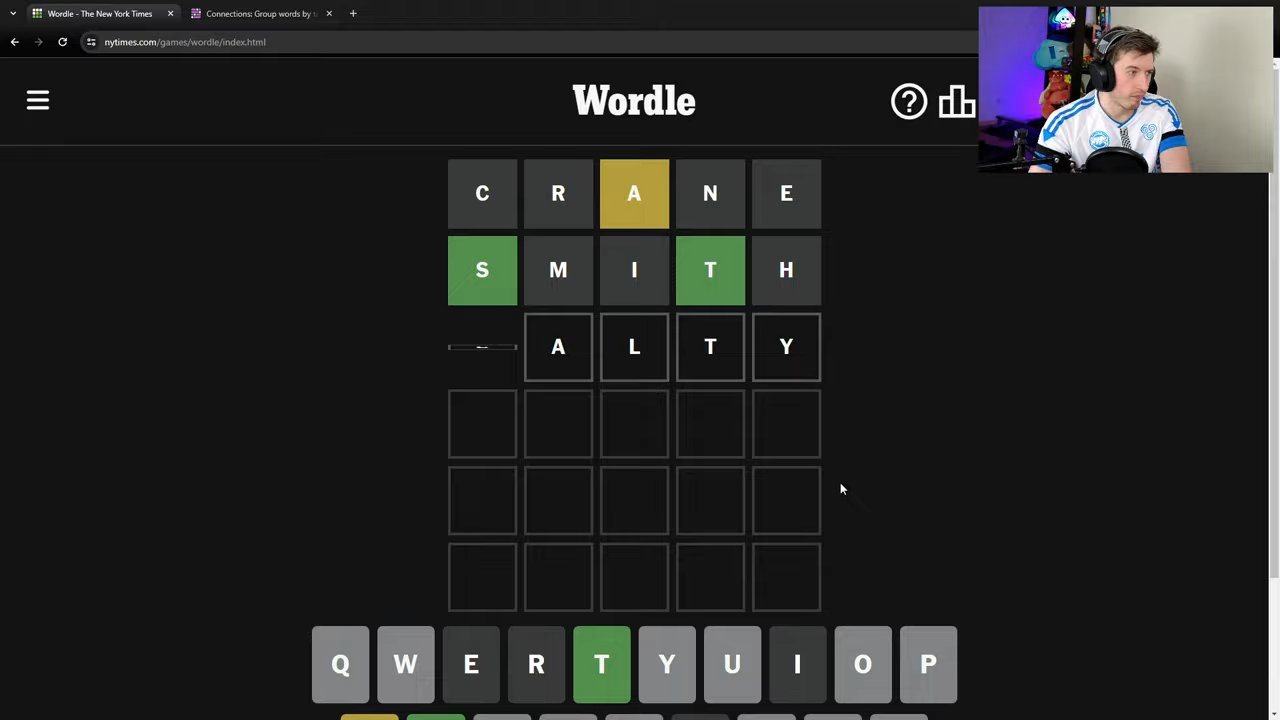 Wordle - The New York Times
Connections: Group words by
nytimes.com/games/wordle/index.html
Wordle
C R A N E
S M I T H
A L T Y
Q W E R T Y U I O P